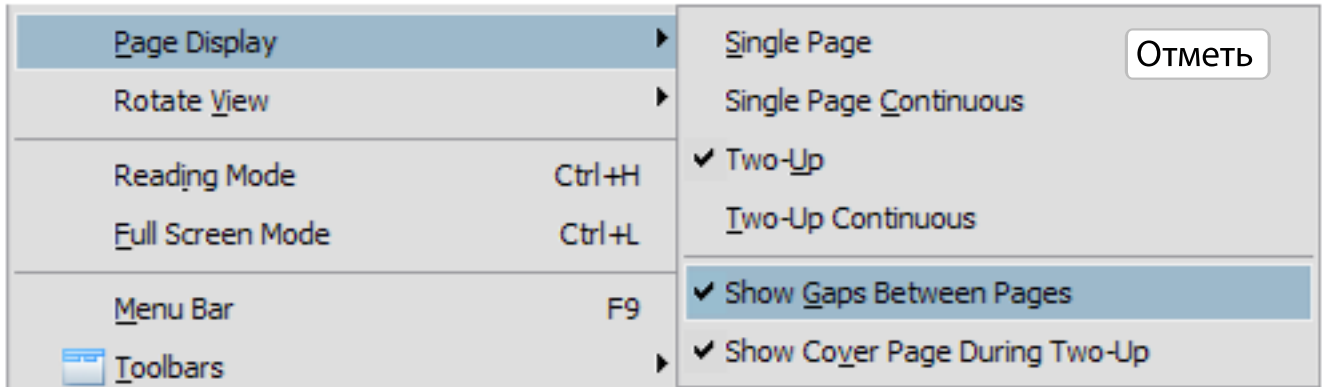 Page Display
Rotate View
Reading Mode Ctrl+H
Full Screen Mode Ctrl+L
Menu Bar F9
Toolbars
Single Page
Отметь
Single Page Continuous
Two-Up
Two-Up Continuous
Show Gaps Between Pages
Show Cover Page During Two-Up